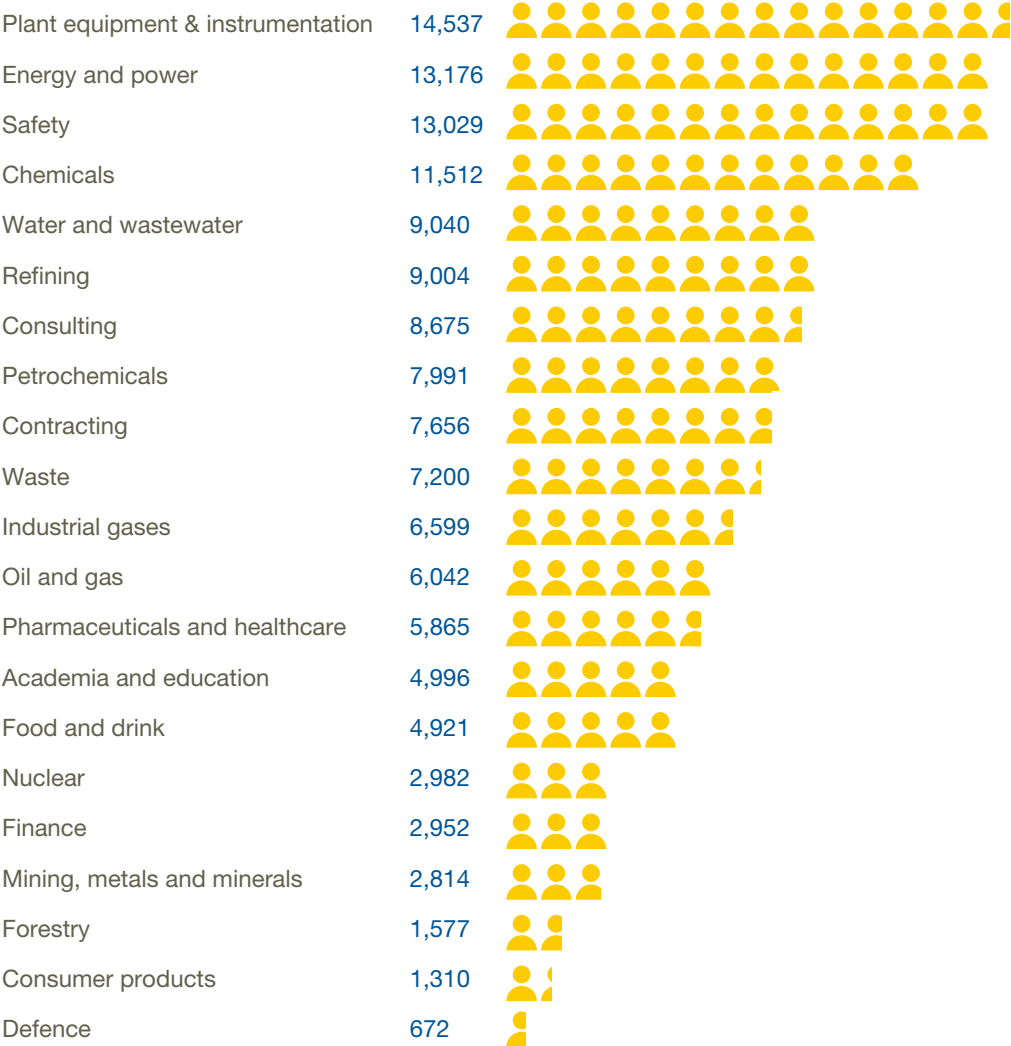 Plant equipment & instrumentation 14,537
Energy and power 13,176
Safety 13,029
Chemicals 11,512
Water and wastewater 9,040
Refining 9,004
Consulting 8,675
Petrochemicals 7,991
Contracting 7,656
Waste 7,200
Industrial gases 6,599
Oil and gas 6,042
Pharmaceuticals and healthcare 5,865
Academia and education 4,996
Food and drink 4,921
Nuclear 2,982
Finance 2,952
Mining, metals and minerals 2,814
Forestry 1,577
Consumer products 1,310
Defence 672